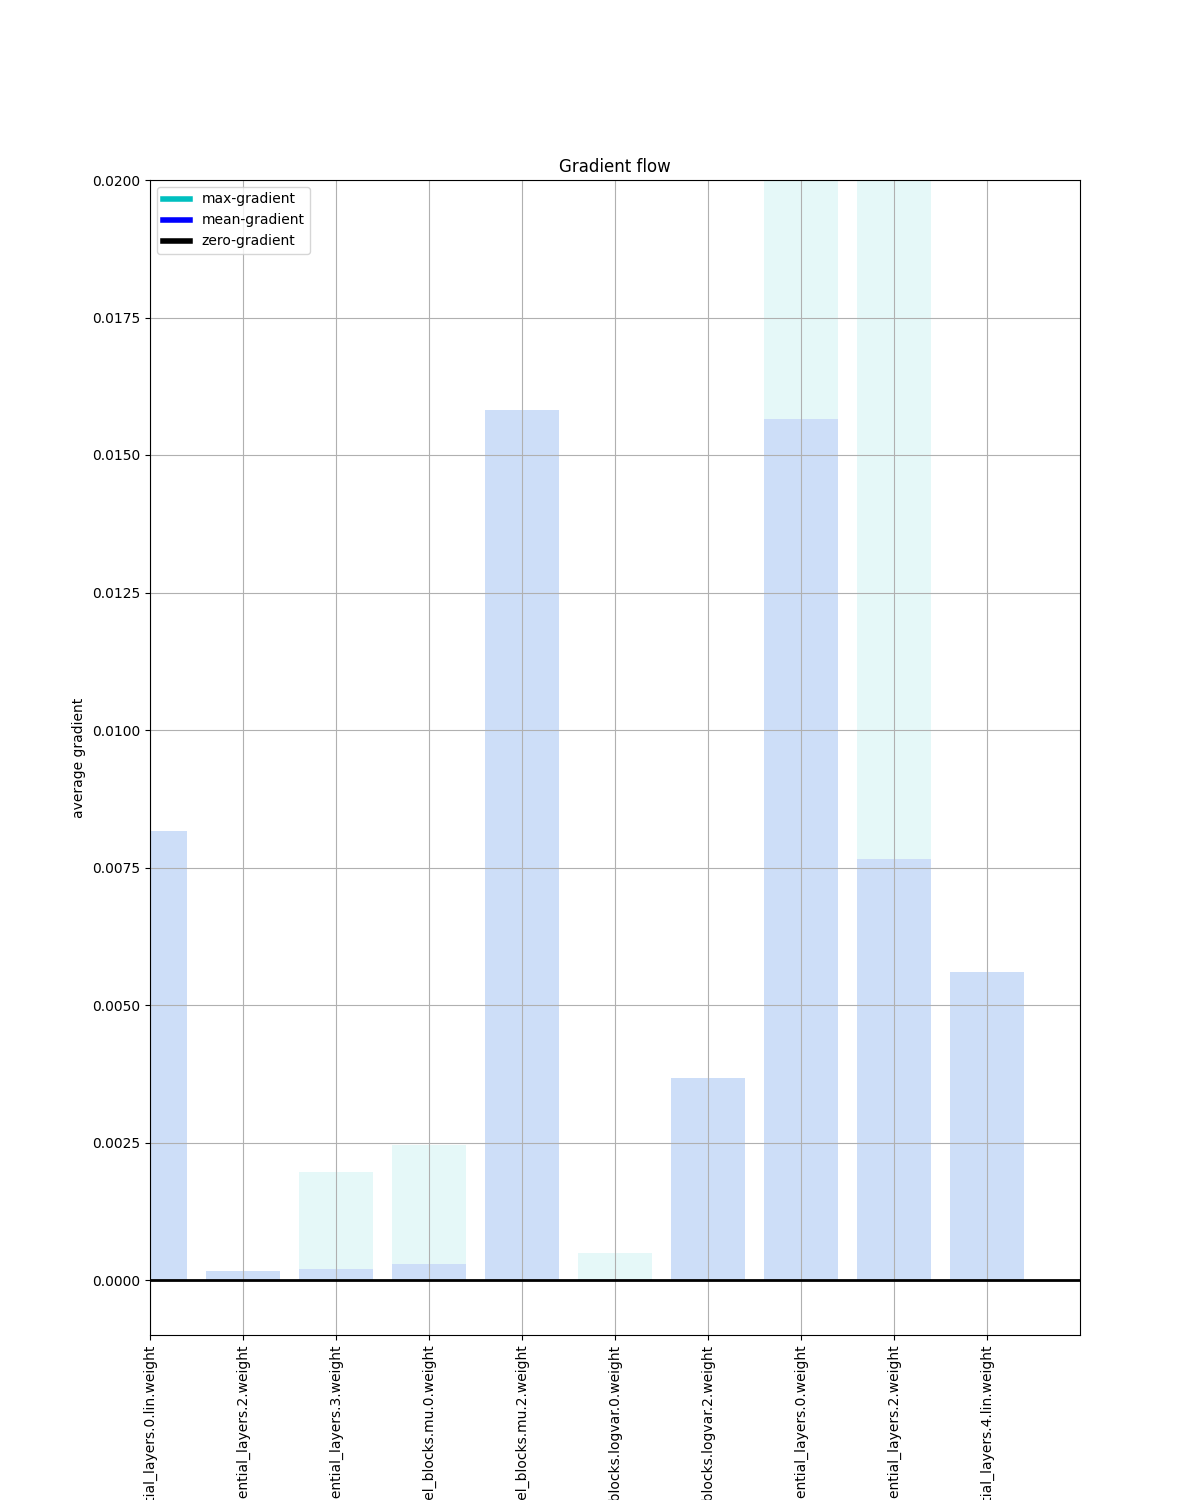 Gradient flow
max-gradient
mean-gradient
zero-gradient
average gradient
0.0200
0.0175
0.0150
0.0125
0.0100
0.0075
0.0050
0.0025
0.0000
tial_layers.0.lin.weight
ential_layers.2.weight
ential_layers.3.weight
el_blocks.mu.0.weight
el_blocks.mu.2.weight
blocks.logvar.0.weight
blocks.logvar.2.weight
ential_layers.0.weight
ential_layers.2.weight
tial_layers.4.lin.weight